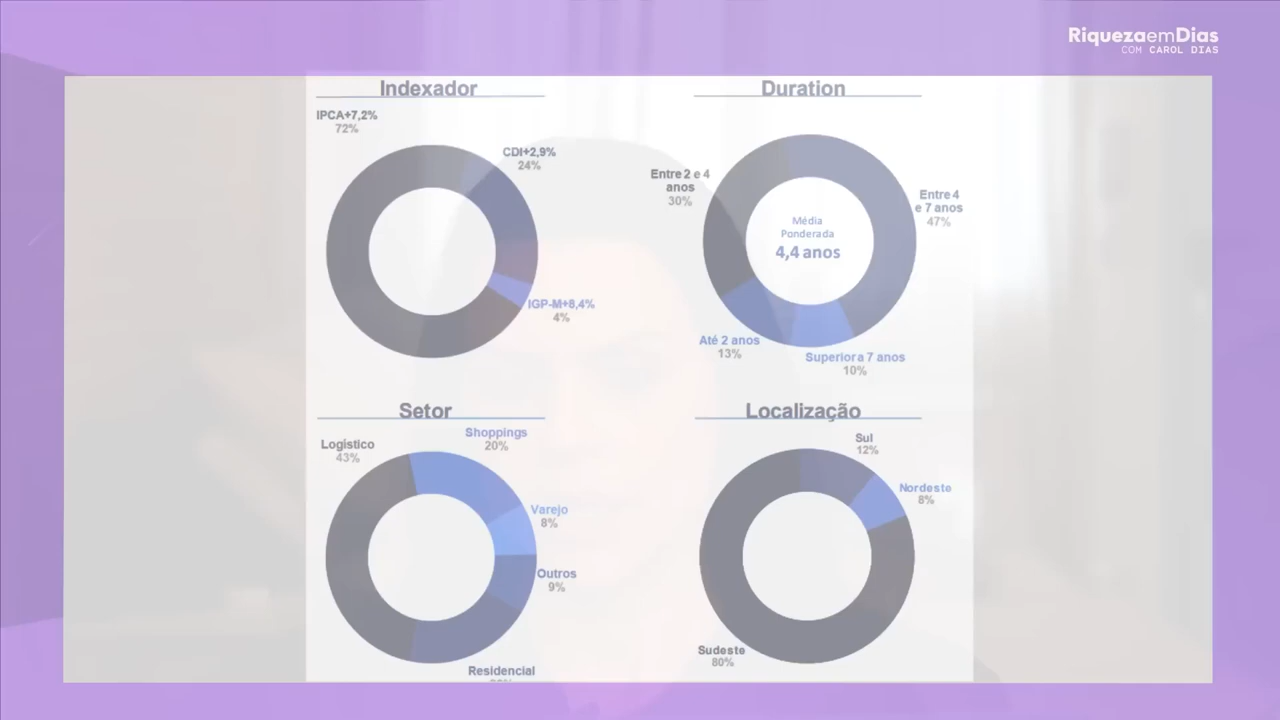 RiquezaemDias
COM CAROL DIAS
Indexador
IPCA+7,2%
72%
CDI+2,9%
24%
IGP-M+8,4%
4%
Duration
Entre 2 e 4
anos
30%
Entre 4
e 7 anos
47%
Média
Ponderada
4,4 anos
Até 2 anos
13%
Superior a 7 anos
10%
Setor
Logístico
43%
Shoppings
20%
Varejo
8%
Outros
9%
Residencial
Localização
Sul
12%
Nordeste
8%
Sudeste
80%